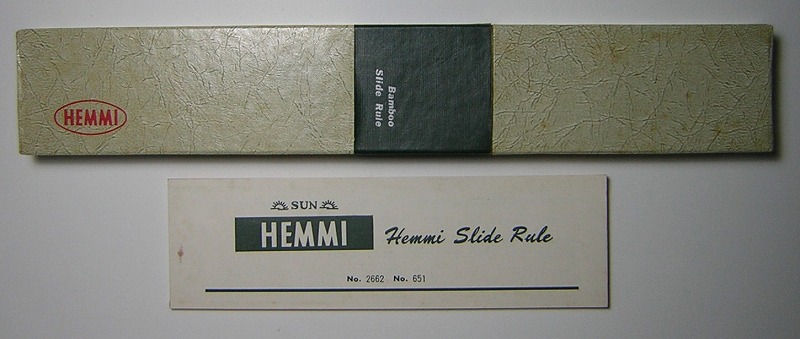 HEMMI
Bamboo
Slide Rule
SUN
HEMMI Hemmi Slide Rule
No. 2662 No. 651